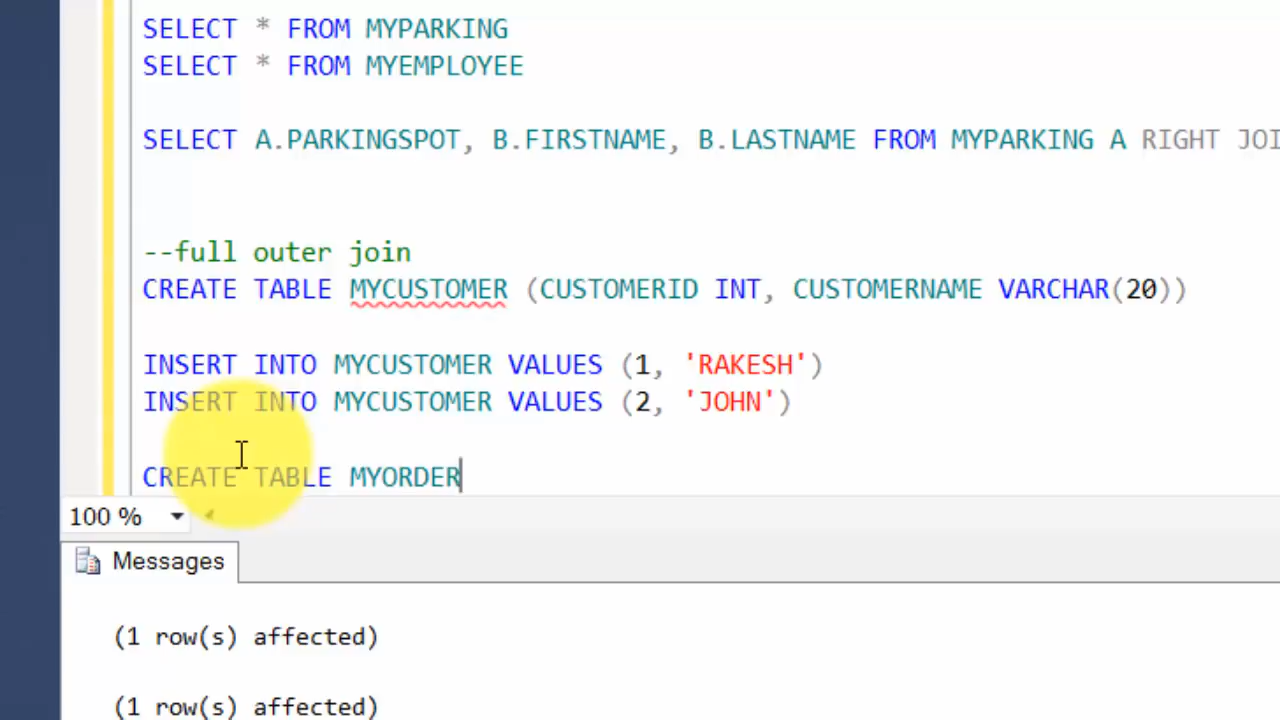 SELECT * FROM MYPARKING
SELECT * FROM MYEMPLOYEE
SELECT A.PARKINGSPOT, B.FIRSTNAME, B.LASTNAME FROM MYPARKING A RIGHT JOI
--full outer join
CREATE TABLE MYCUSTOMER (CUSTOMERID INT, CUSTOMERNAME VARCHAR(20))
INSERT INTO MYCUSTOMER VALUES (1, 'RAKESH')
INSERT INTO MYCUSTOMER VALUES (2, 'JOHN')
CREATE TABLE MYORDER
100 %
Messages
(1 row(s) affected)
(1 row(s) affected)